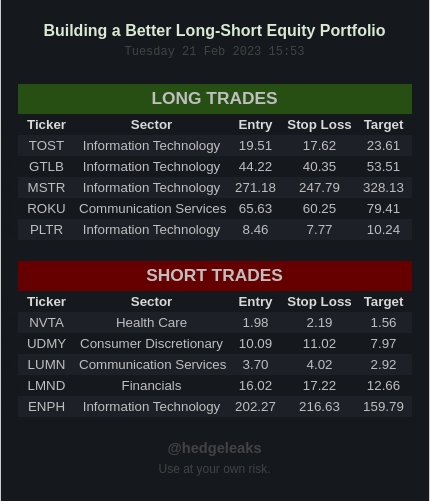 Building a Better Long-Short Equity Portfolio
Tuesday 21 Feb 2023 15:53
LONG TRADES
Ticker Sector Entry Stop Loss Target
TOST Information Technology 19.51 17.62 23.61
GTLB Information Technology 44.22 40.35 53.51
MSTR Information Technology 271.18 247.79 328.13
ROKU Communication Services 65.63 60.25 79.41
PLTR Information Technology 8.46 7.77 10.24
SHORT TRADES
Ticker Sector Entry Stop Loss Target
NVTA Health Care 1.98 2.19 1.56
UDMY Consumer Discretionary 10.09 11.02 7.97
LUMN Communication Services 3.70 4.02 2.92
LMND Financials 16.02 17.22 12.66
ENPH Information Technology 202.27 216.63 159.79
@hedgeleaks
Use at your own risk.